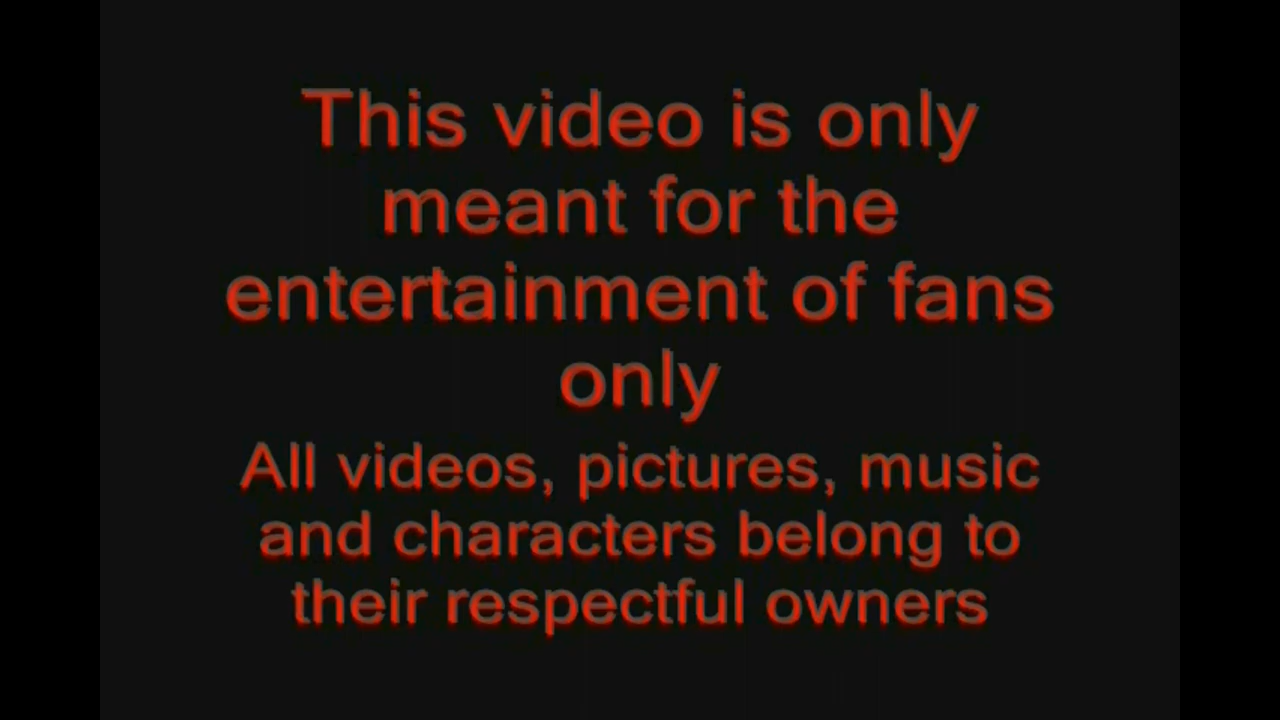 This video is only
meant for the
entertainment of fans
only
All videos, pictures, music
and characters belong to
their respectful owners